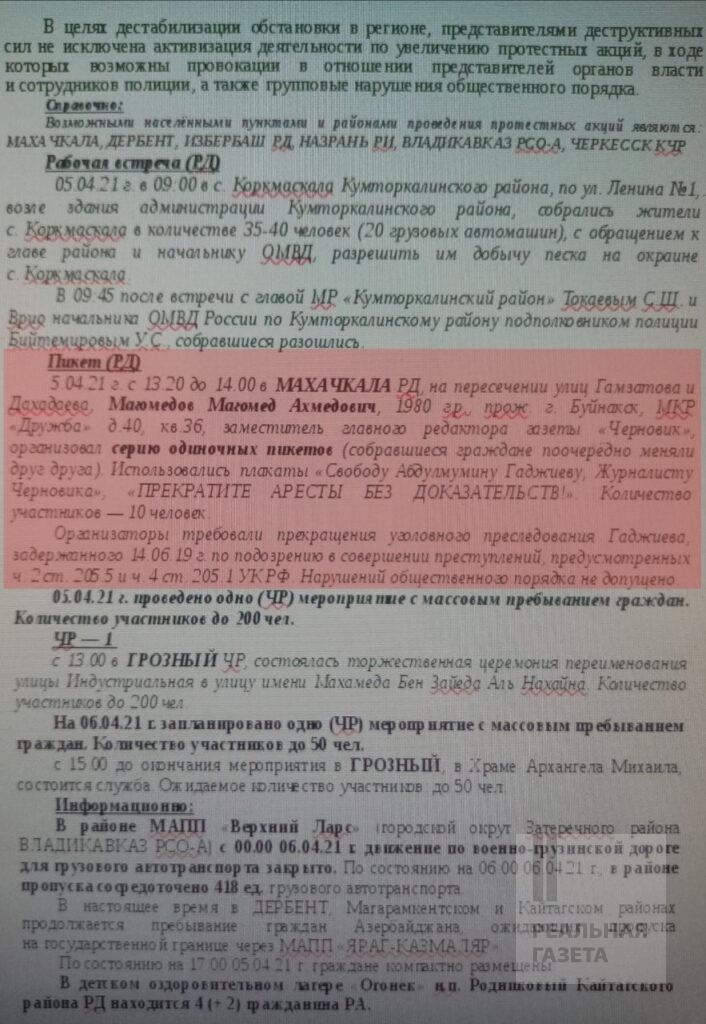 В целях дестабилизации обстановки в регионе, представителями деструктивных
сил не исключена активизация деятельности по увеличению протестных акций, в ходе
которых возможны провокации в отношении представителей органов власти
и сотрудников полиции, а также групповые нарушения общественного порядка.
Справочно:
Возможными населёнными пунктами и районами проведения протестных акций являются:
МАХАЧКАЛА, ДЕРБЕНТ, ИЗБЕРБАШ РД, НАЗРАНЬ РИ, ВЛАДИКАВКАЗ РСО-А, ЧЕРКЕССК КЧР
Рабочая встреча (РД)
05.04.21 г. в 09:00 в с. Коркмаскала Кумторкалинского района, по ул. Ленина №1,
возле здания администрации Кумторкалинского района, собрались жители
с. Коркмаскала в количестве 35-40 человек (20 грузовых автомашин), с обращением к
главе района и начальнику ОМВД, разрешить им добычу песка на окраине
с. Коркмаскала.
В 09:45 после встречи с главой МР «Кумторкалинский район» Токаевым С.Ш. и
Врио начальника ОМВД России по Кумторкалинскому району подполковником полиции
Бийтемировым У.С., собравшиеся разошлись.
Пикет (РД)
5.04.21 г. с 13.20 до 14.00 в МАХАЧКАЛА РД, на пересечении улиц Гамзатова и
Дахадаева, Магомедов Магомед Ахмедович, 1980 г.р., прож. г. Буйнакск, МКР
«Дружба» д.40, кв.36, заместитель главного редактора газеты «Черновик»,
организовал серию одиночных пикетов (собравшиеся граждане поочередно меняли
друг друга). Использовались плакаты «Свободу Абдулмумину Гаджиеву, Журналисту
Черновика», «ПРЕКРАТИТЕ АРЕСТЫ БЕЗ ДОКАЗАТЕЛЬСТВ!». Количество
участников — 10 человек.
Организаторы требовали прекращения уголовного преследования Гаджиева,
задержанного 14.06.19 г. по подозрению в совершении преступлений, предусмотренных
ч. 2 ст. 205.5 и ч. 4 ст. 205.1 УК РФ. Нарушений общественного порядка не допущено.
05.04.21 г. проведено одно (ЧР) мероприятие с массовым пребыванием граждан.
Количество участников до 200 чел.
ЧР — 1
с 13.00 в ГРОЗНЫЙ ЧР, состоялась торжественная церемония переименования
улицы Индустриальная в улицу имени Махамеда Бен Зайеда Аль Нахайна. Количество
участников до 200 чел.
На 06.04.21 г. запланировано одно (ЧР) мероприятие с массовым пребыванием
граждан. Количество участников до 50 чел.
с 15.00 до окончания мероприятия в ГРОЗНЫЙ, в Храме Архангела Михаила,
состоится служба. Ожидаемое количество участников: до 50 чел.
Информационно:
В районе МАПП «Верхний Ларс» (городской округ Затеречного района
ВЛАДИКАВКАЗ РСО-А) с 00.00 06.04.21 г. движение по военно-грузинской дороге
для грузового автотранспорта закрыто. По состоянию на 06.00 06.04.21 г., в районе
пропуска сосредоточено 418 ед. грузового автотранспорта.
В настоящее время в ДЕРБЕНТ, Магарамкентском и Кайтагском районах
продолжается пребывание граждан Азербайджана, ожидающих пропуска
на государственной границе через МАПП «ЯРАГ-КАЗМАЛЯР».
По состоянию на 17.00 05.04.21 г. граждане компактно размещены:
В детском оздоровительном лагере «Огонек» н.п. Родниковый Кайтагского
района РД находится 4 (+ 2) гражданина РА.
РЕАЛЬНАЯ
ГАЗЕТА